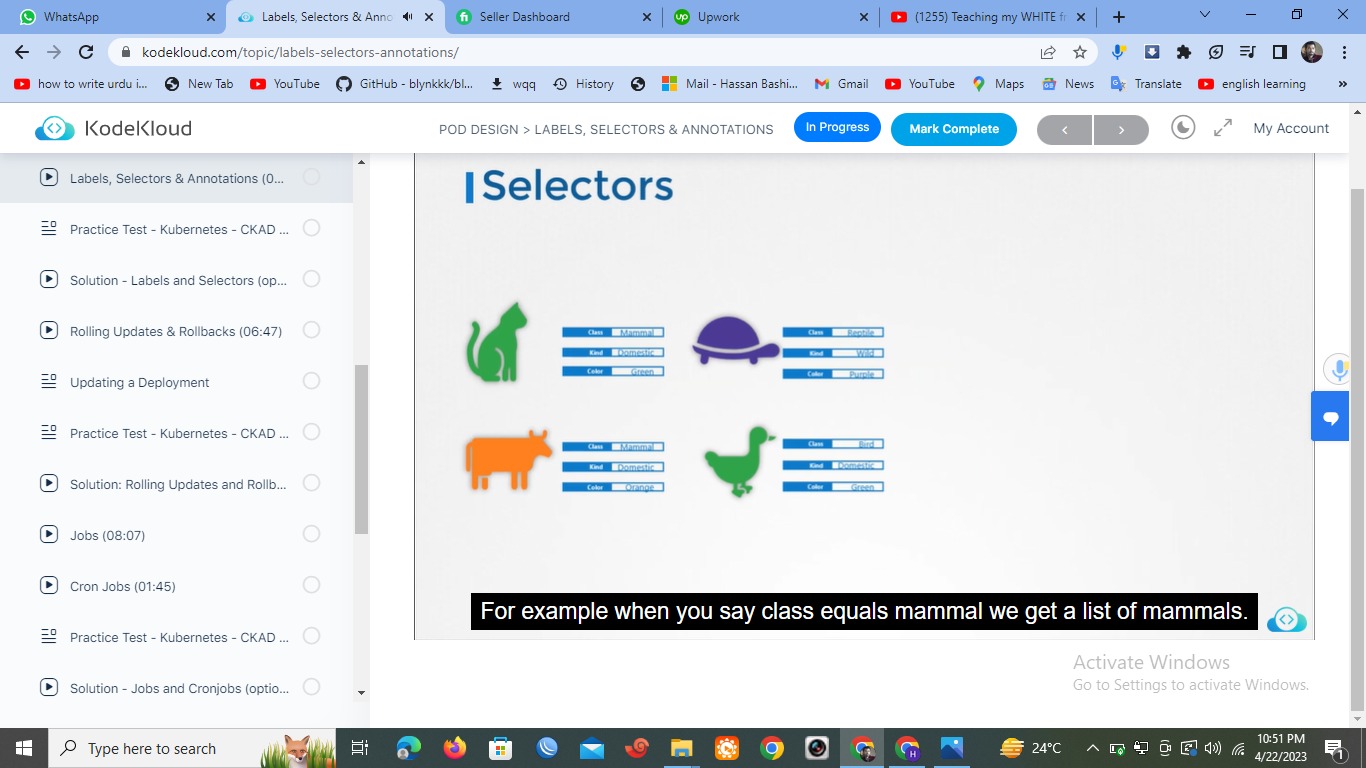 WhatsApp
Labels, Selectors & Anno
Seller Dashboard
Upwork
(1255) Teaching my WHITE fr
kodekloud.com/topic/labels-selectors-annotations/
how to write urdu i...
New Tab
YouTube
GitHub - blynkkk/bl...
wqq
History
Mail - Hassan Bashi...
Gmail
YouTube
Maps
News
Translate
english learning
»
KodeKloud
POD DESIGN > LABELS, SELECTORS & ANNOTATIONS
In Progress
Mark Complete
My Account
Labels, Selectors & Annotations (0...
Practice Test - Kubernetes - CKAD ...
Solution - Labels and Selectors (op...
Rolling Updates & Rollbacks (06:47)
Updating a Deployment
Practice Test - Kubernetes - CKAD ...
Solution: Rolling Updates and Rollb...
Jobs (08:07)
Cron Jobs (01:45)
Practice Test - Kubernetes - CKAD ...
Solution - Jobs and Cronjobs (optio...
Selectors
Class Mammal
Kind Domestic
Color Green
Class Reptile
Kind Wild
Color Purple
Class Mammal
Kind Domestic
Color Orange
Class Bird
Kind Domestic
Color Green
For example when you say class equals mammal we get a list of mammals.
Activate Windows
Go to Settings to activate Windows.
Type here to search
24°C
10:51 PM
4/22/2023
1